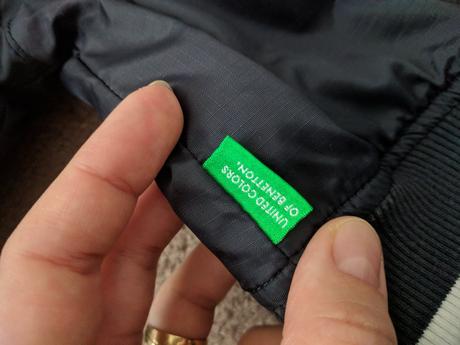 UNITED COLORS
OF BENETTON.